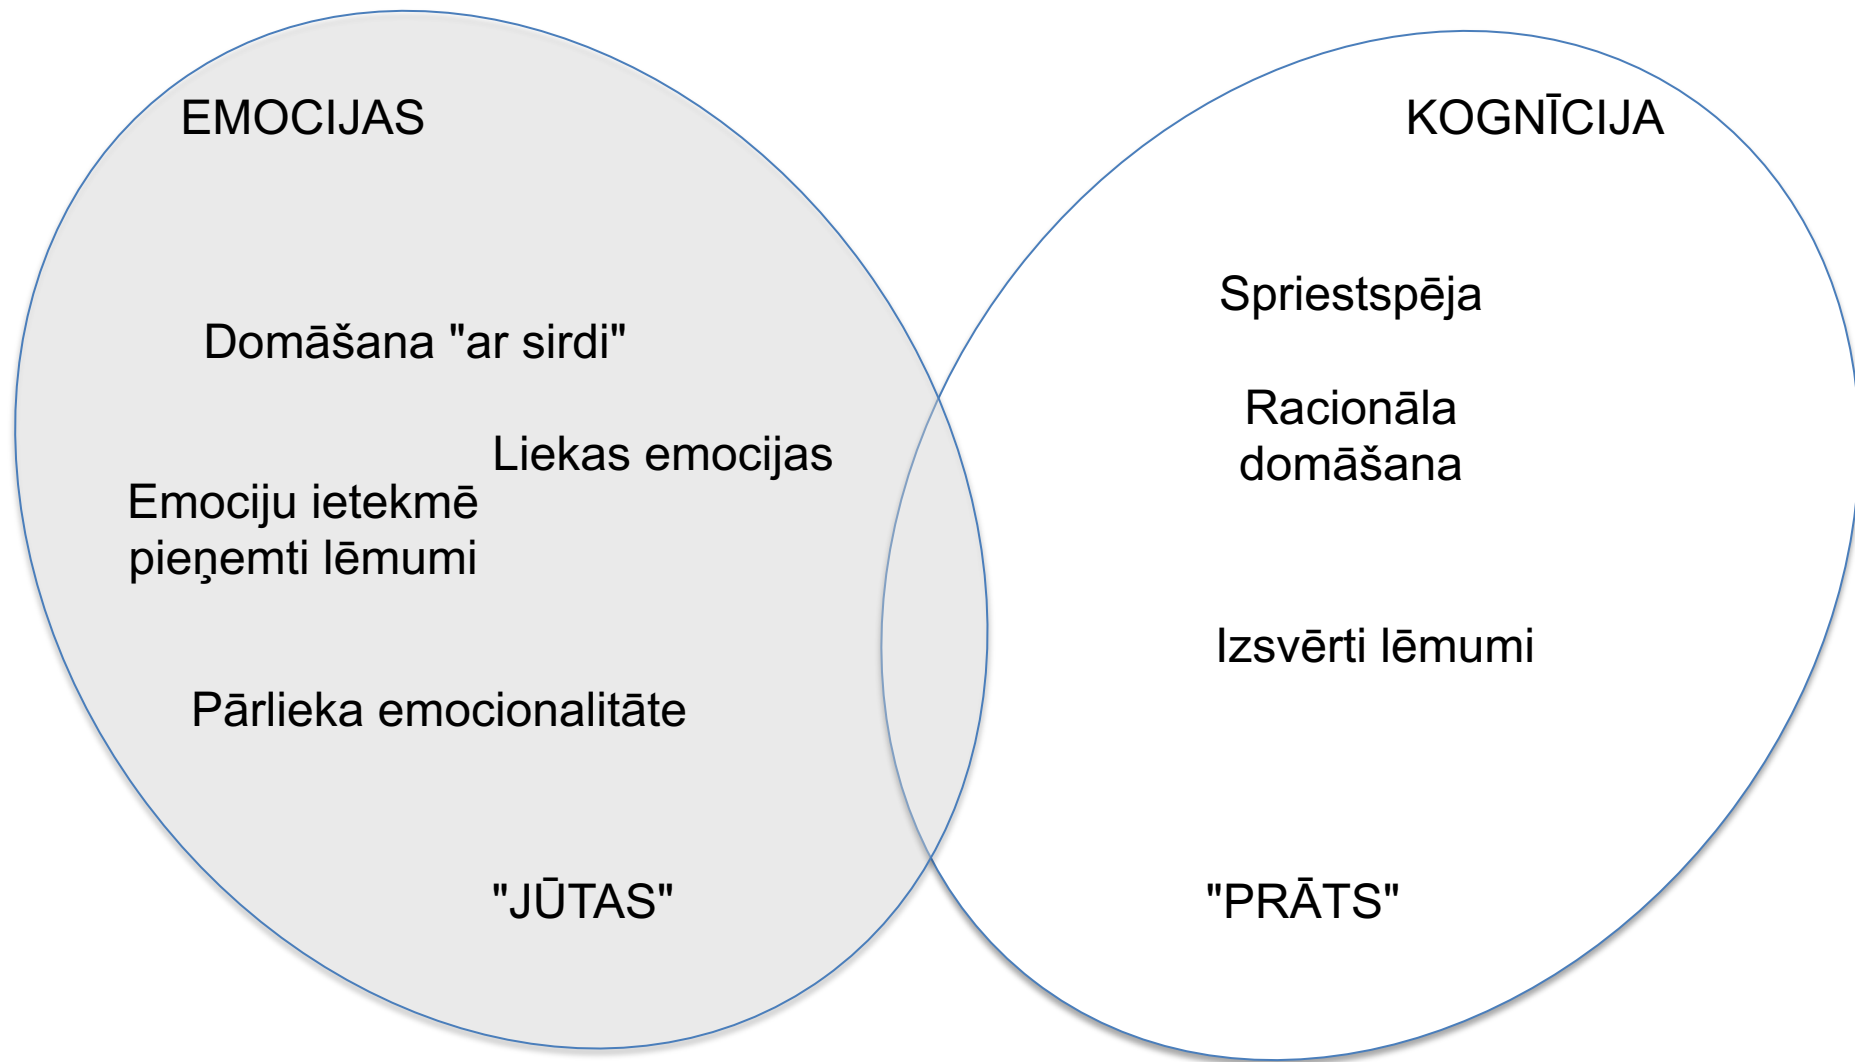 EMOCIJAS
Domāšana "ar sirdi"
Liekas emocijas
Emociju ietekmē
pieņemti lēmumi
Pārlieka emocionalitāte
"JŪTAS"
KOGNĪCIJA
Spriestspēja
Racionāla
domāšana
Izsvērti lēmumi
"PRĀTS"